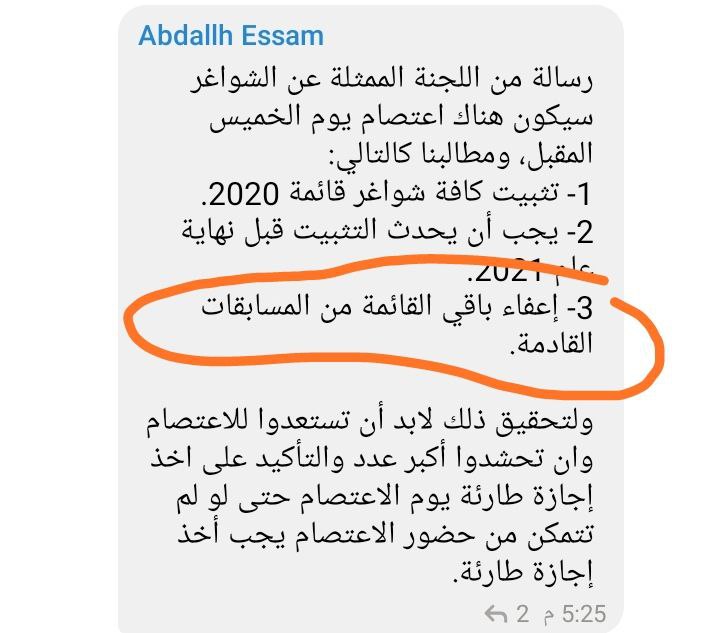 Abdallh Essam
رسالة من اللجنة الممثلة عن الشواغر
سيكون هناك اعتصام يوم الخميس
المقبل، ومطالبنا كالتالي:
1- تثبيت كافة شواغر قائمة 2020.
2- يجب أن يحدث التثبيت قبل نهاية
عام 2021.
3- إعفاء باقي القائمة من المسابقات
القادمة.
ولتحقيق ذلك لابد أن تستعدوا للاعتصام
وان تحشدوا أكبر عدد والتأكيد على اخذ
إجازة طارئة يوم الاعتصام حتى لو لم
تتمكن من حضور الاعتصام يجب أخذ
إجازة طارئة.
2 5:25 م